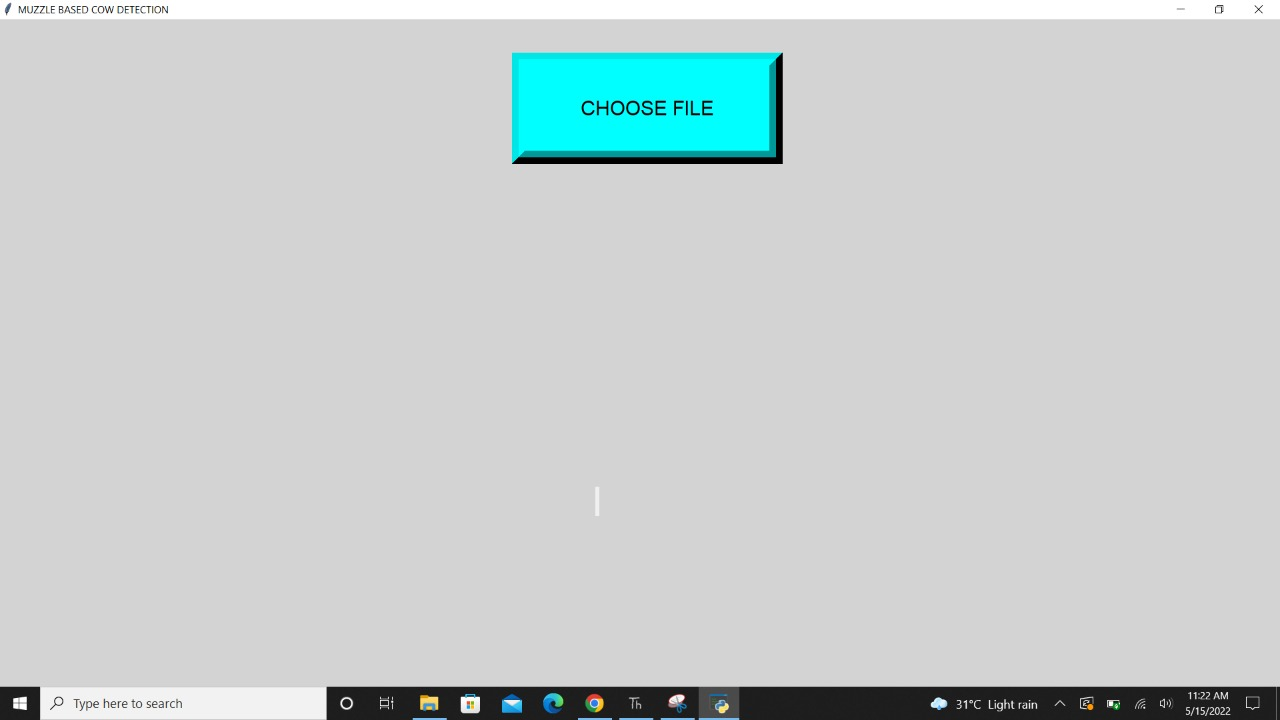 MUZZLE BASED COW DETECTION
CHOOSE FILE
Type here to search
Th
31°C Light rain
11:22 AM
5/15/2022